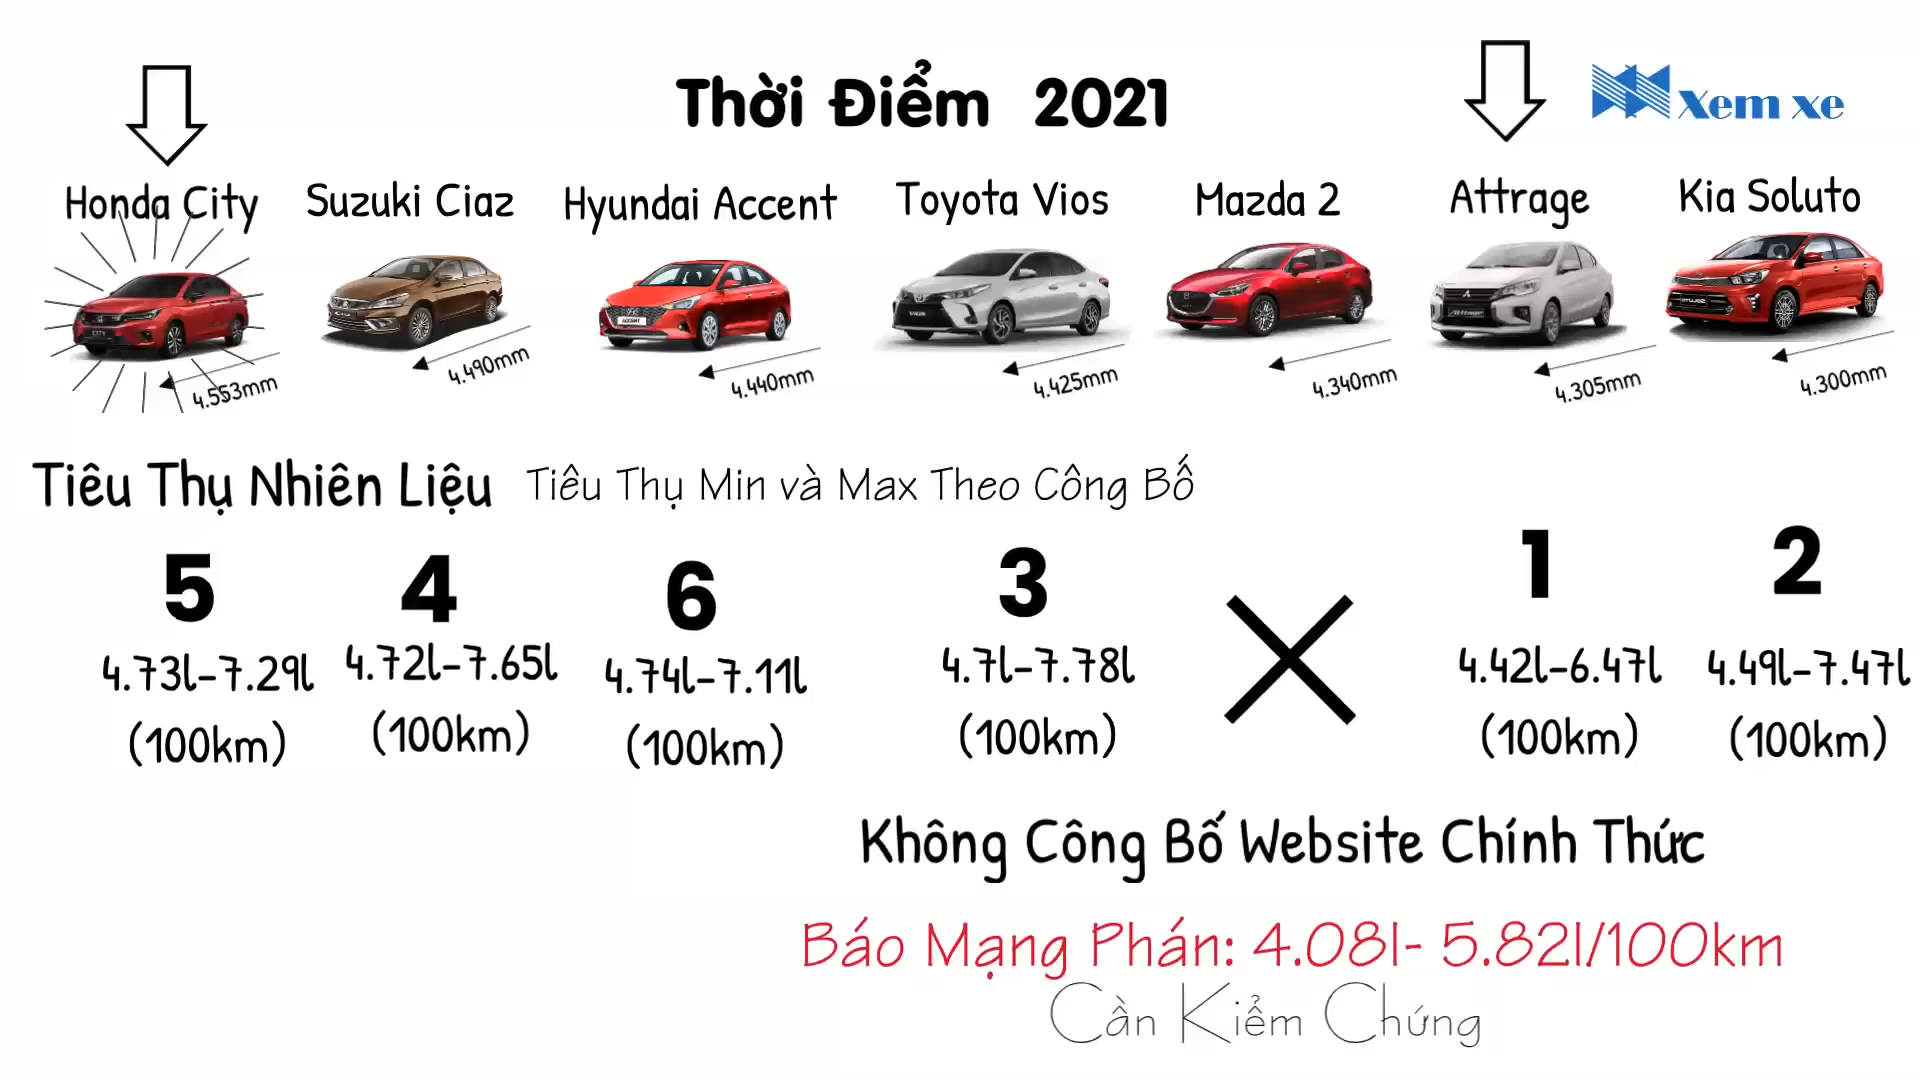 Thời Điểm 2021
Xem xe
Honda City
Suzuki Ciaz
Hyundai Accent
Toyota Vios
Mazda 2
Attrage
Kia Soluto
4.553mm
4.490mm
4.440mm
4.425mm
4.340mm
4.305mm
4.300mm
Tiêu Thụ Nhiên Liệu
Tiêu Thụ Min và Max Theo Công Bố
5
4
6
3
1
2
4.73l-7.29l
4.72l-7.65l
4.74l-7.11l
4.7l-7.78l
4.42l-6.47l
4.49l-7.47l
(100km)
(100km)
(100km)
(100km)
(100km)
(100km)
Không Công Bố Website Chính Thức
Báo Mạng Phán: 4.08l- 5.82l/100km
Cần Kiểm Chứng